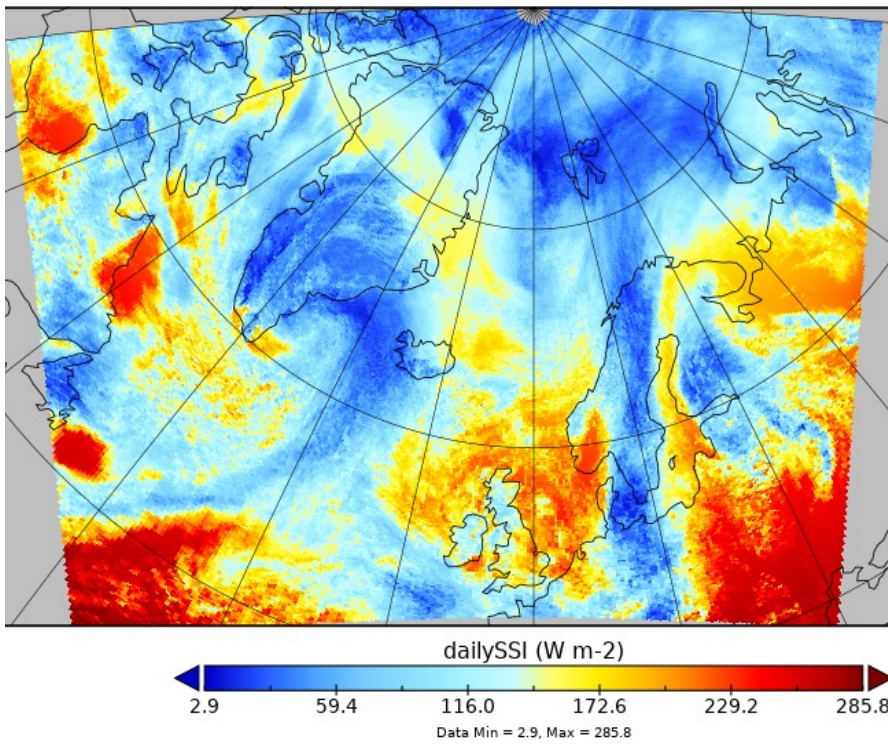 dailySSI (W m-2)
2.9 59.4 116.0 172.6 229.2 285.8
Data Min = 2.9, Max = 285.8